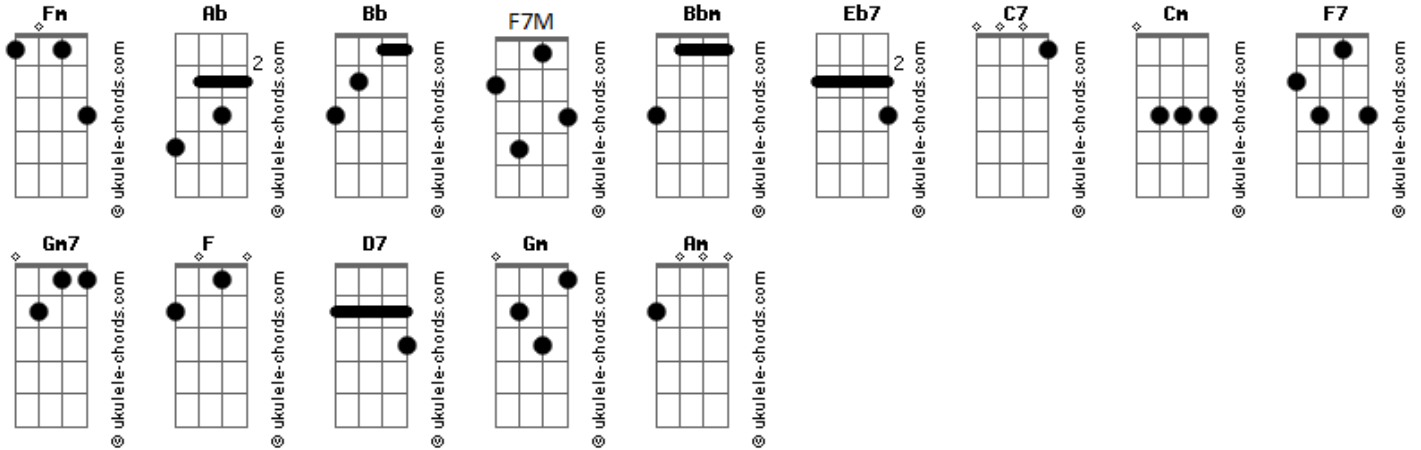 Fm Ab Bb F7M Bbm Eb7 C7 Cm F7
2 2
© ukulele-chords.com © ukulele-chords.com © ukulele-chords.com © ukulele-chords.com © ukulele-chords.com © ukulele-chords.com © ukulele-chords.com © ukulele-chords.com © ukulele-chords.com
Gm7 F D7 Gm Am
© ukulele-chords.com © ukulele-chords.com © ukulele-chords.com © ukulele-chords.com © ukulele-chords.com